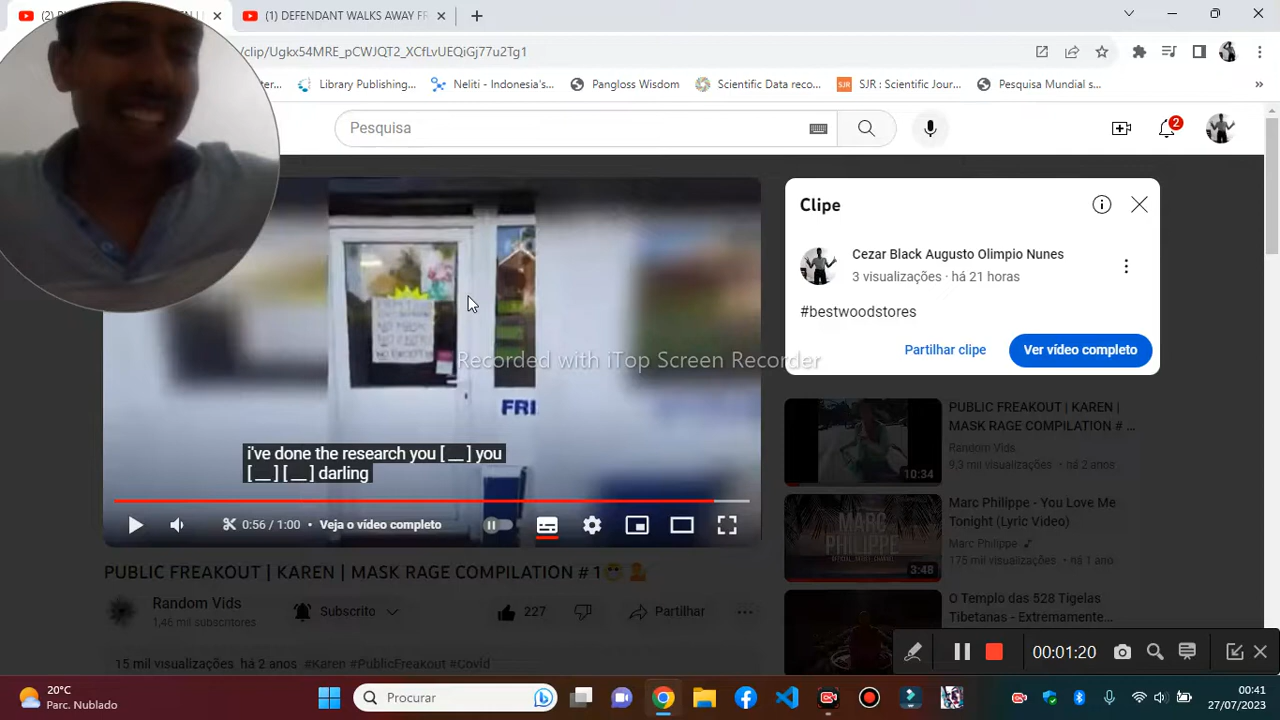 (1) DEFENDANT WALKS AWAY FR
/clip/Ugkx54MRE_pCWJQT2_XCfLvUEQiGj77u2Tg1
Library Publishing...
Neliti - Indonesia's...
Pangloss Wisdom
Scientific Data reco...
SJR : Scientific Jour...
Pesquisa Mundial s...
»
Pesquisa
2
Clipe
Cezar Black Augusto Olimpio Nunes
3 visualizações · há 21 horas
#bestwoodstores
Partilhar clipe
Ver vídeo completo
Recorded with iTop Screen Recorder
FRI
i've done the research you [ __ ] you
[ __ ] [ __ ] darling
0:56 / 1:00 • Veja o vídeo completo
PUBLIC FREAKOUT | KAREN | MASK RAGE COMPILATION # 1
Random Vids
1,46 mil subscritores
Subscrito
227
Partilhar
15 mil visualizações há 2 anos #Karen #PublicFreakout #Covid
PUBLIC FREAKOUT | KAREN |
MASK RAGE COMPILATION # ...
Random Vids
9,3 mil visualizações • há 2 anos
10:34
Marc Philippe - You Love Me
Tonight (Lyric Video)
Marc Philippe
MARC
PHILIPPE
3:48
O Templo das 528 Tigelas
Tibetanas - Extremamente...
00:01:20
20°C
Parc. Nublado
Procurar
00:41
27/07/2023